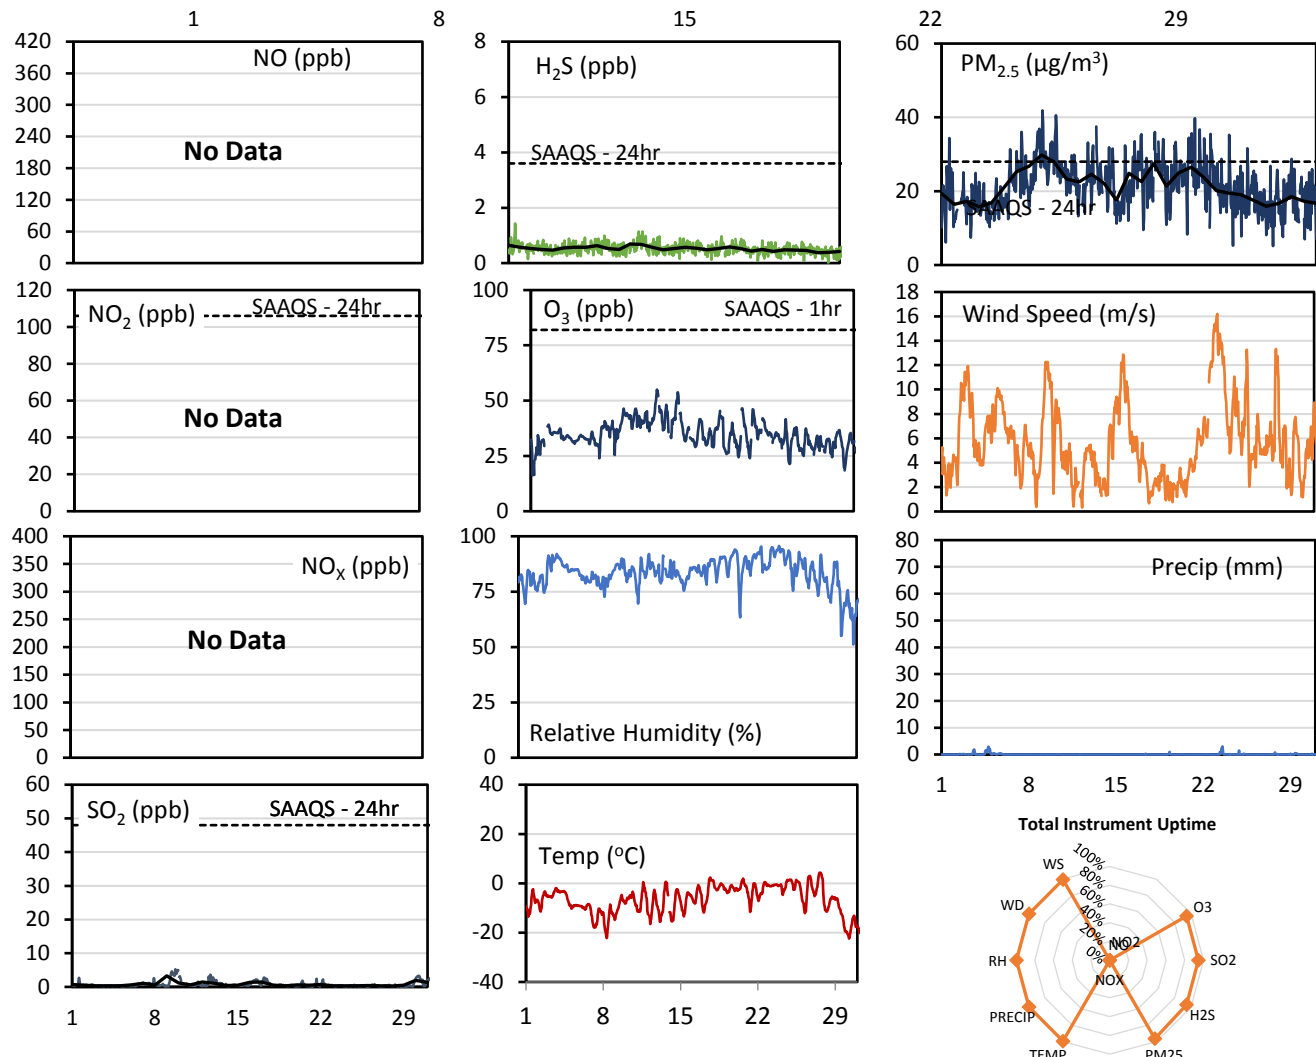 1 8 15 22 29
420
360
300
240
180
120
60
0
NO (ppb)
No Data
8
6
4
2
0
H₂S (ppb)
SAAQS - 24hr
60
40
20
0
PM₂.₅ (µg/m³)
SAAQS - 24hr
120
100
80
60
40
20
0
NO₂ (ppb)
SAAQS - 24hr
No Data
100
75
50
25
0
O₃ (ppb)
SAAQS - 1hr
18
16
14
12
10
8
6
4
2
0
Wind Speed (m/s)
400
350
300
250
200
150
100
50
0
NOₓ (ppb)
No Data
100
75
50
25
0
Relative Humidity (%)
80
70
60
50
40
30
20
10
0
Precip (mm)
1 8 15 22 29
60
50
40
30
20
10
0
SO₂ (ppb)
SAAQS - 24hr
1 8 15 22 29
40
20
0
-20
-40
Temp (°C)
1 8 15 22 29
Total Instrument Uptime
100%
80%
60%
40%
20%
0%
NO
NO2
O3
SO2
H2S
PM25
NOX
TEMP
PRECIP
RH
WD
WS